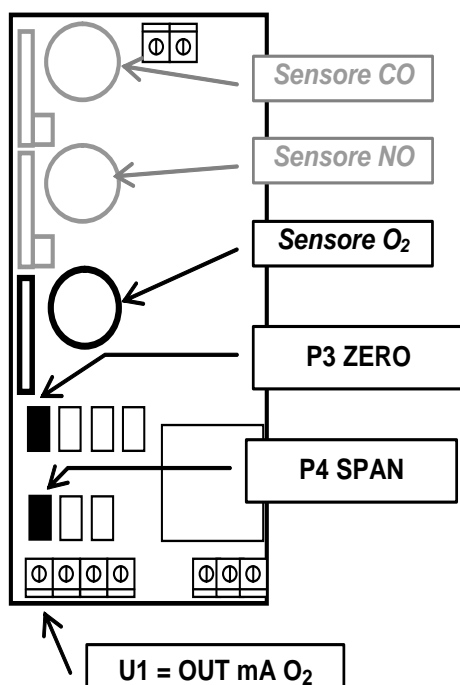 Sensore CO
Sensore NO
Sensore O₂
P3 ZERO
P4 SPAN
U1 = OUT mA O₂